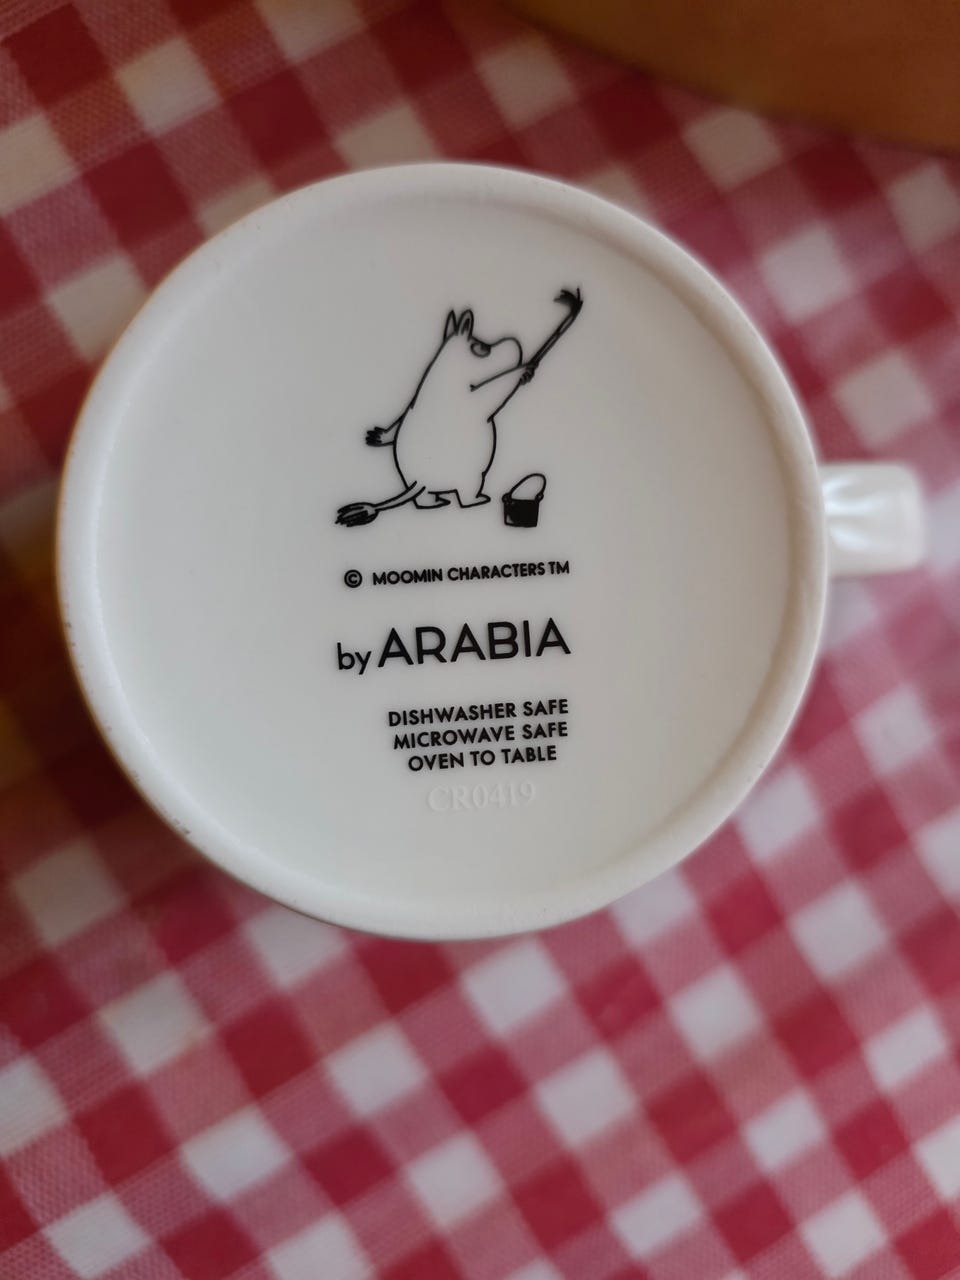 © MOOMIN CHARACTERS TM
by ARABIA
DISHWASHER SAFE
MICROWAVE SAFE
OVEN TO TABLE
CR0419